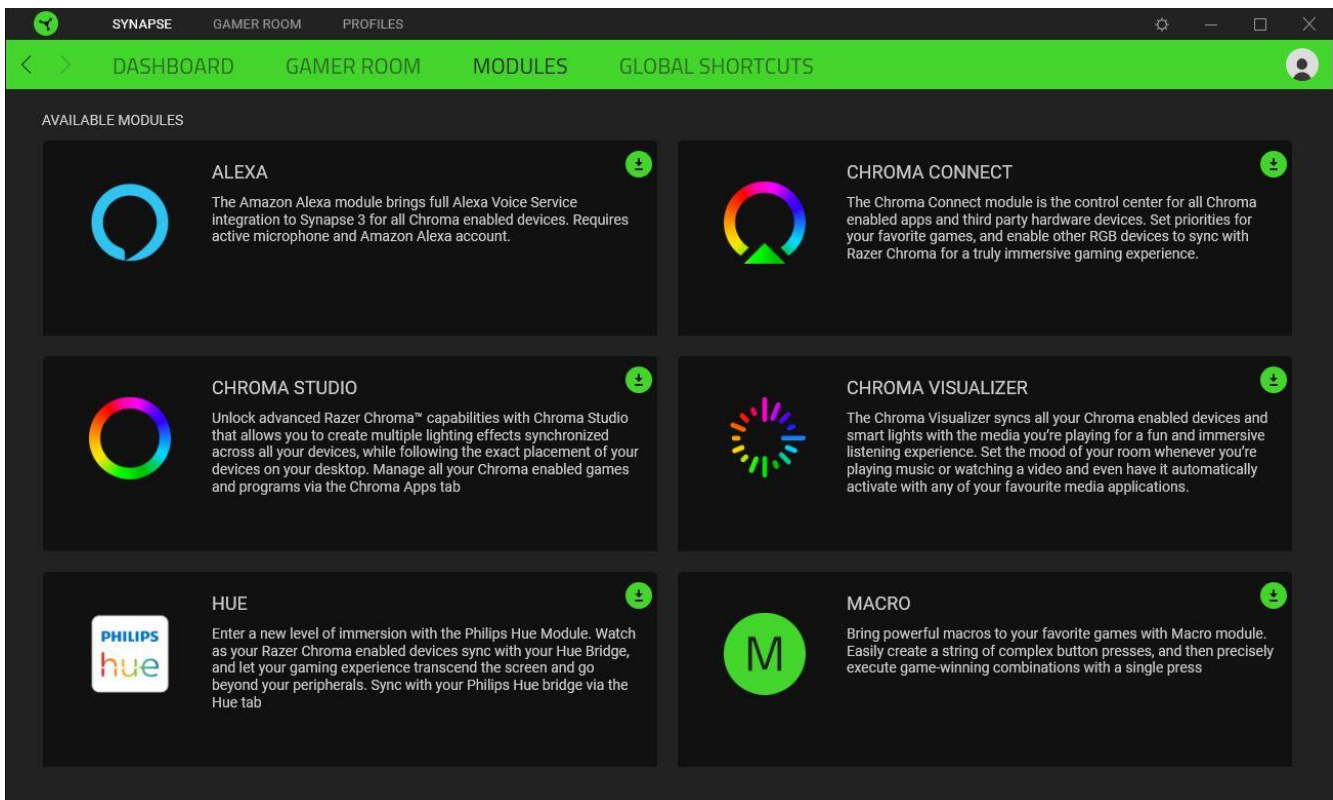 SYNAPSE GAMER ROOM PROFILES
DASHBOARD GAMER ROOM MODULES GLOBAL SHORTCUTS
AVAILABLE MODULES
ALEXA
The Amazon Alexa module brings full Alexa Voice Service
integration to Synapse 3 for all Chroma enabled devices. Requires
active microphone and Amazon Alexa account.
CHROMA CONNECT
The Chroma Connect module is the control center for all Chroma
enabled apps and third party hardware devices. Set priorities for
your favorite games, and enable other RGB devices to sync with
Razer Chroma for a truly immersive gaming experience.
CHROMA STUDIO
Unlock advanced Razer Chroma™ capabilities with Chroma Studio
that allows you to create multiple lighting effects synchronized
across all your devices, while following the exact placement of your
devices on your desktop. Manage all your Chroma enabled games
and programs via the Chroma Apps tab
CHROMA VISUALIZER
The Chroma Visualizer syncs all your Chroma enabled devices and
smart lights with the media you're playing for a fun and immersive
listening experience. Set the mood of your room whenever you're
playing music or watching a video and even have it automatically
activate with any of your favourite media applications.
PHILIPS
hue
HUE
Enter a new level of immersion with the Philips Hue Module. Watch
as your Razer Chroma enabled devices sync with your Hue Bridge,
and let your gaming experience transcend the screen and go
beyond your peripherals. Sync with your Philips Hue bridge via the
Hue tab
M
MACRO
Bring powerful macros to your favorite games with Macro module.
Easily create a string of complex button presses, and then precisely
execute game-winning combinations with a single press